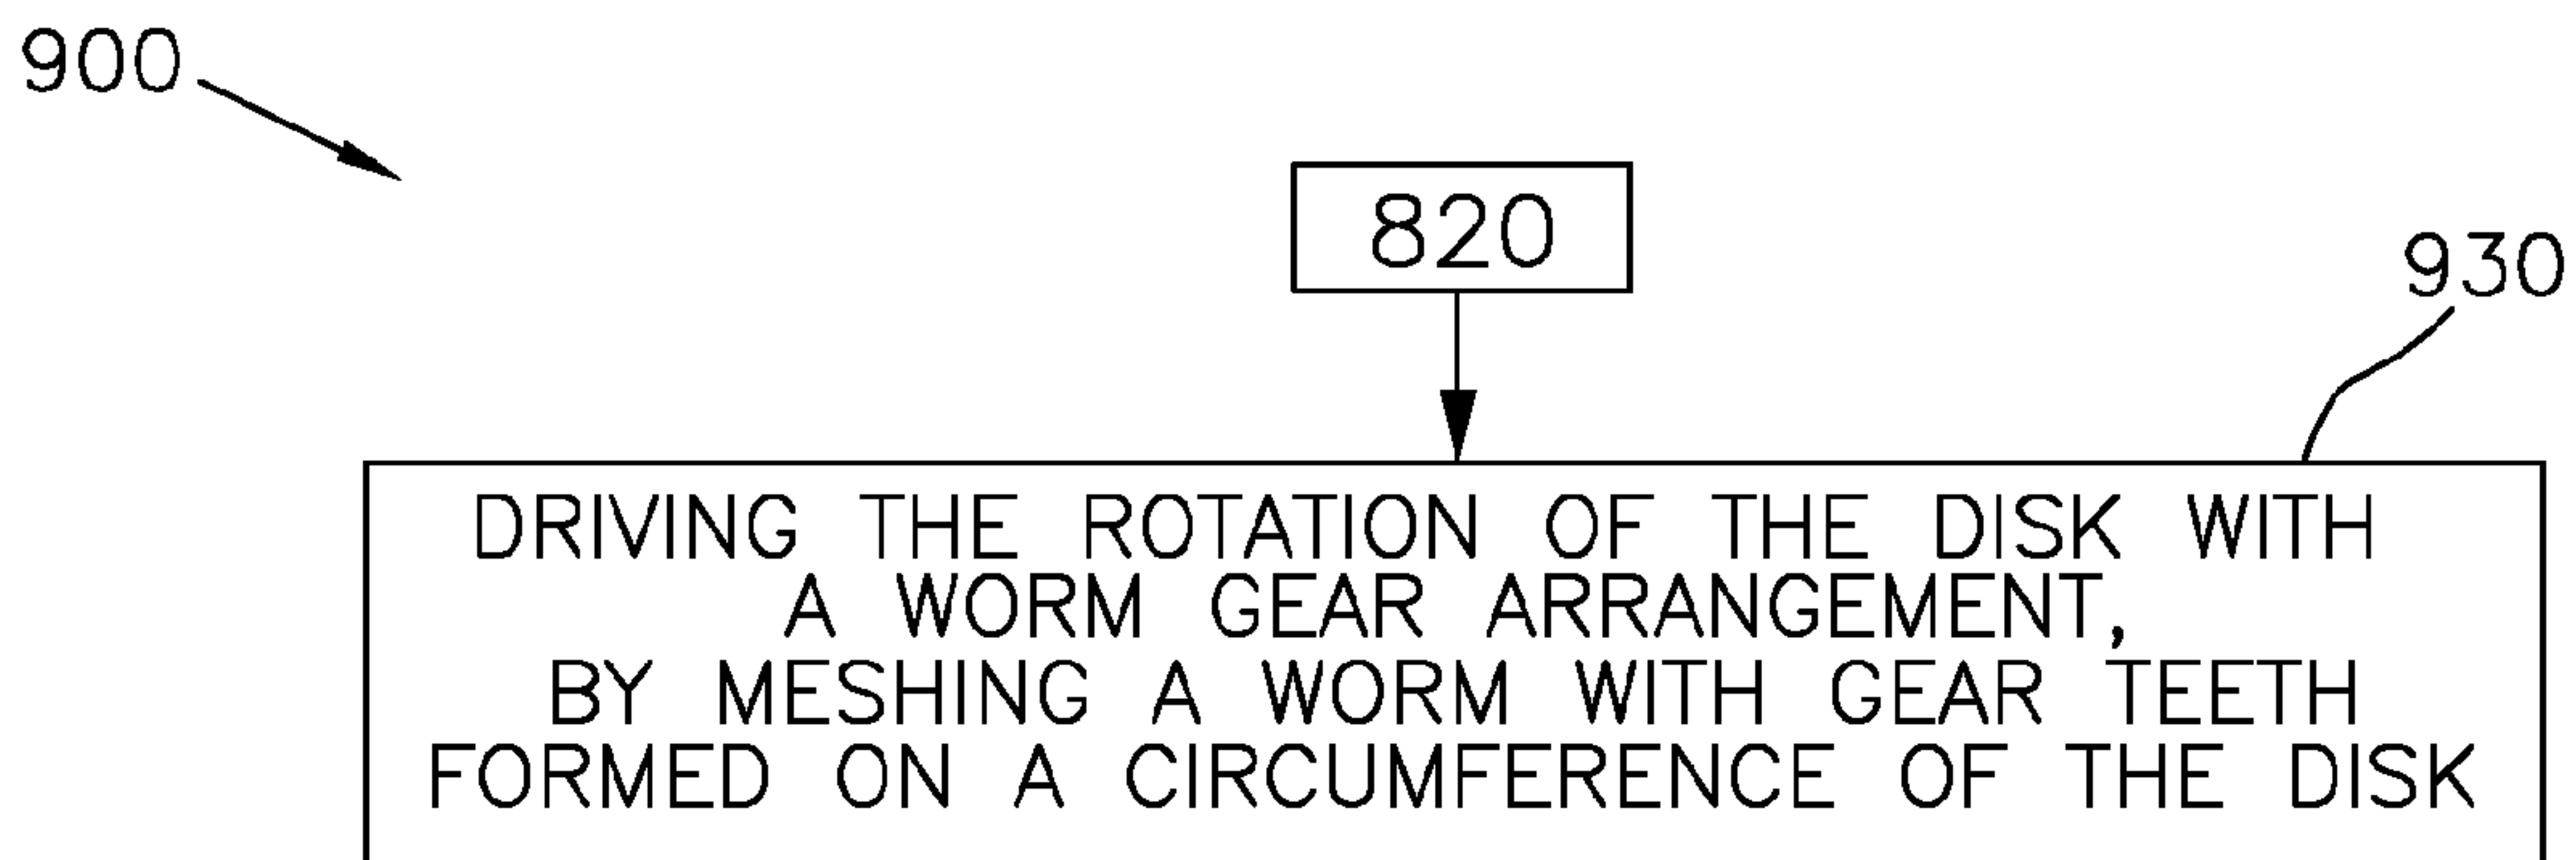 900
820
930
DRIVING THE ROTATION OF THE DISK WITH
A WORM GEAR ARRANGEMENT,
BY MESHING A WORM WITH GEAR TEETH
FORMED ON A CIRCUMFERENCE OF THE DISK